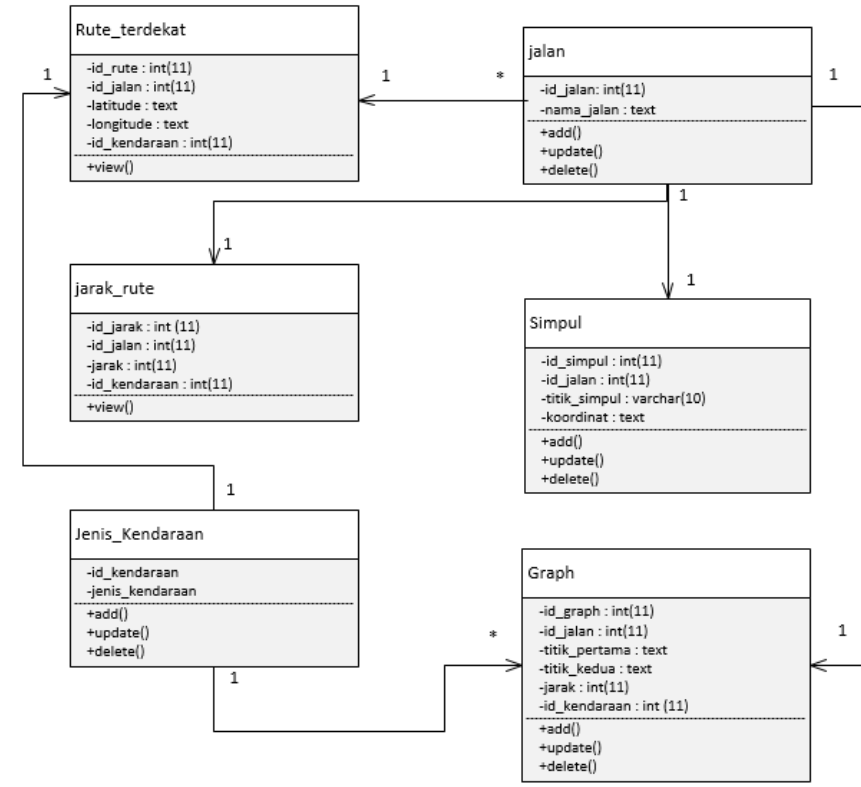 Rute_terdekat
-id_rute : int(11)
-id_jalan : int(11)
-latitude : text
-longitude : text
-id_kendaraan : int(11)
+view()
1
1
*
jalan
-id_jalan: int(11)
-nama_jalan : text
+add()
+update()
+delete()
1
1
1
1
jarak_rute
-id_jarak : int (11)
-id_jalan : int(11)
-jarak : int(11)
-id_kendaraan : int(11)
+view()
Simpul
-id_simpul : int(11)
-id_jalan : int(11)
-titik_simpul : varchar(10)
-koordinat : text
+add()
+update()
+delete()
1
Jenis_Kendaraan
-id_kendaraan
-jenis_kendaraan
+add()
+update()
+delete()
1
*
Graph
-id_graph : int(11)
-id_jalan : int(11)
-titik_pertama : text
-titik_kedua : text
-jarak : int(11)
-id_kendaraan : int (11)
+add()
+update()
+delete()
1